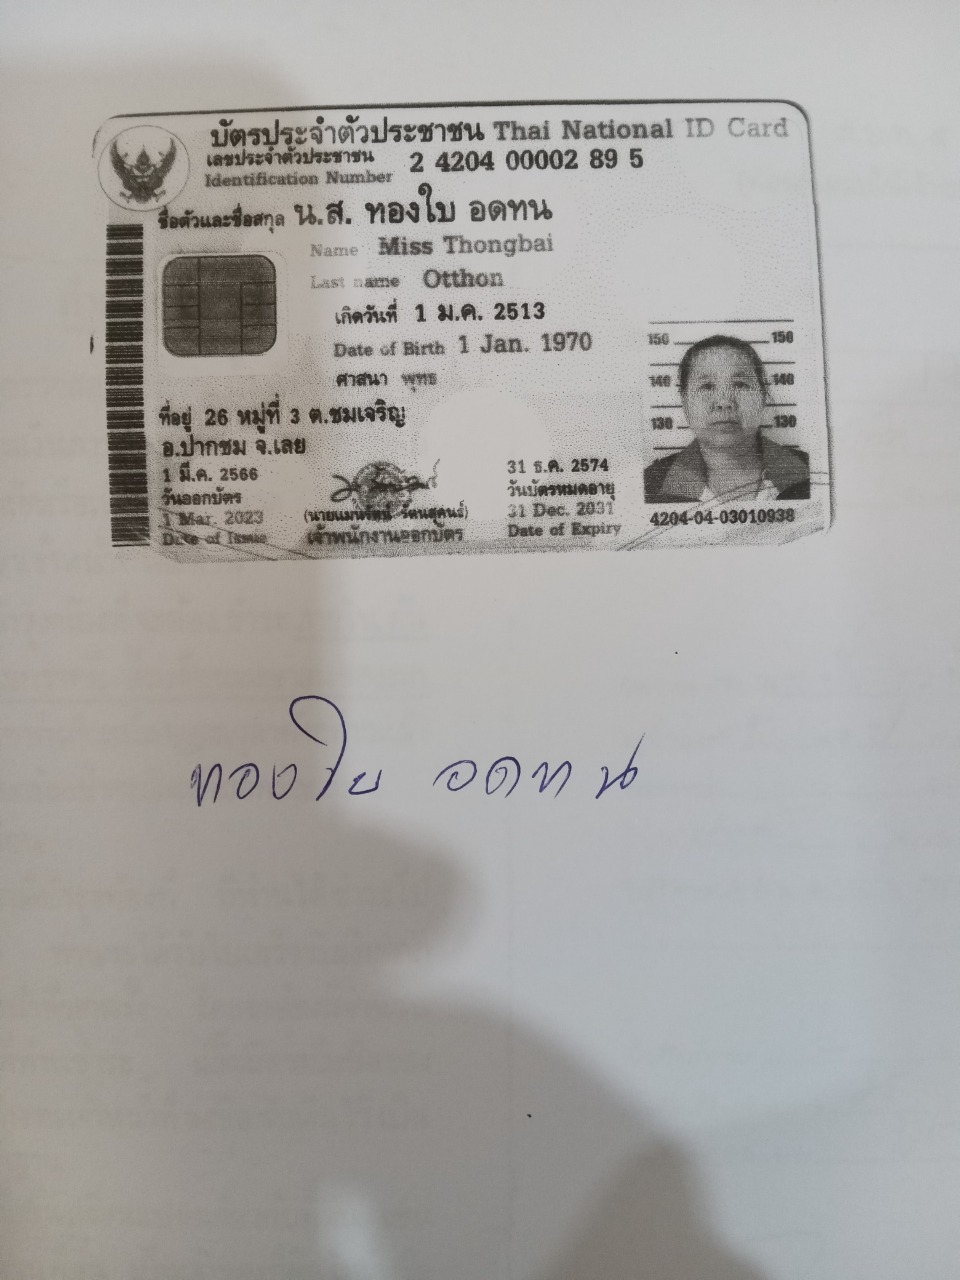 บัตรประจำตัวประชาชน Thai National ID Card
เลขประจำตัวประชาชน 2 4204 00002 89 5
Identification Number
ชื่อตัวและชื่อสกุล น.ส. ทองใบ อดทน
Name Miss Thongbai
Last name Otthon
เกิดวันที่ 1 ม.ค. 2513
Date of Birth 1 Jan. 1970
ศาสนา พุทธ
ที่อยู่ 26 หมู่ที่ 3 ต.ชมเจริญ
อ.ปากชม จ.เลย
1 มี.ค. 2566
วันออกบัตร
1 Mar. 2023
Date of Issue
เจ้าพนักงานออกบัตร
31 ธ.ค. 2574
วันบัตรหมดอายุ
31 Dec. 2031
Date of Expiry
150 150
140 140
130 130
4204-04-03010938
ทองใบ อดทน